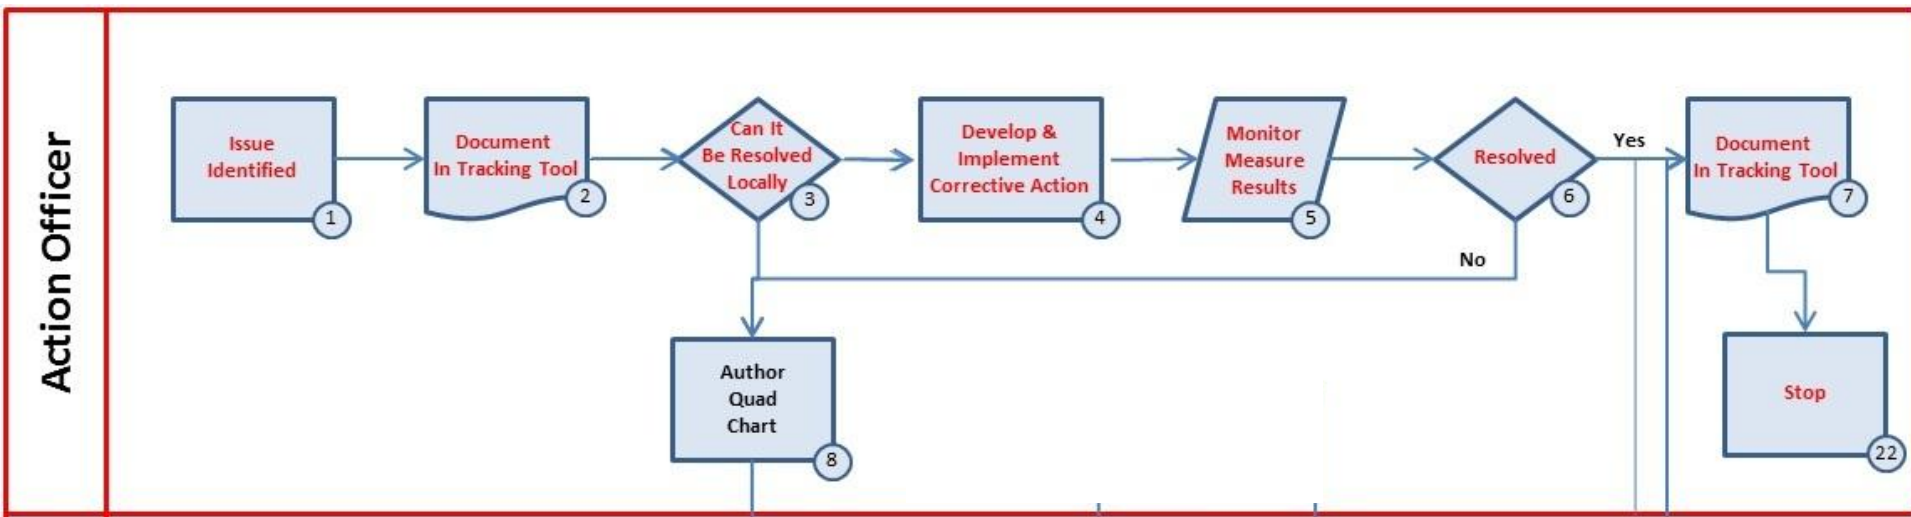 Action Officer
Issue
Identified
1
Document
In Tracking Tool
2
Can It
Be Resolved
Locally
3
Develop &
Implement
Corrective Action
4
Monitor
Measure
Results
5
Resolved
6
Yes
No
Document
In Tracking Tool
7
Author
Quad
Chart
8
Stop
22